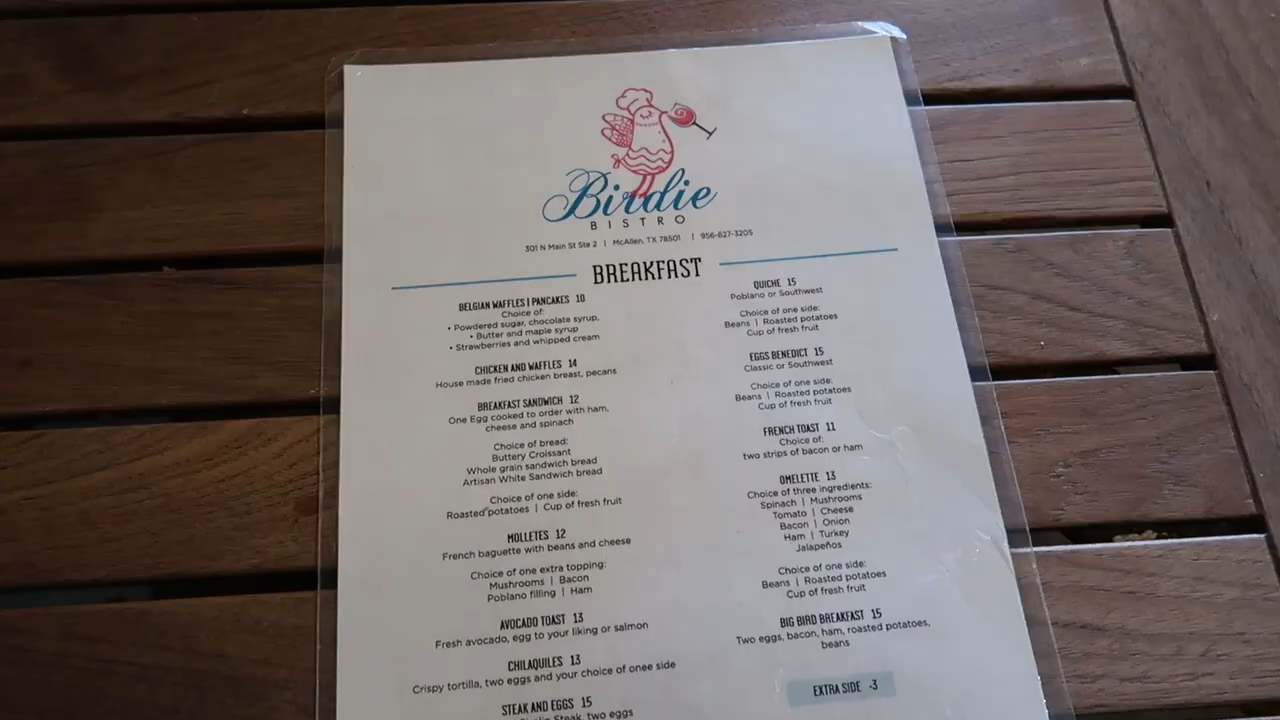 Birdie
BISTRO
301 N Main St Ste 2 | McAllen, TX 78501 | 956-627-3205
BREAKFAST
BELGIAN WAFFLES | PANCAKES 10
Choice of:
• Powdered sugar, chocolate syrup,
• Butter and maple syrup
• Strawberries and whipped cream
CHICKEN AND WAFFLES 14
House made fried chicken breast, pecans
BREAKFAST SANDWICH 12
One Egg cooked to order with ham,
cheese and spinach
Choice of bread:
Buttery Croissant
Whole grain sandwich bread
Artisan White Sandwich bread
Choice of one side:
Roasted potatoes | Cup of fresh fruit
MOLLETES 12
French baguette with beans and cheese
Choice of one extra topping:
Mushrooms | Bacon
Poblano filling | Ham
AVOCADO TOAST 13
Fresh avocado, egg to your liking or salmon
CHILAQUILES 13
Crispy tortilla, two eggs and your choice of onee side
STEAK AND EGGS 15
Steak, two eggs
QUICHE 15
Poblano or Southwest
Choice of one side:
Beans | Roasted potatoes
Cup of fresh fruit
EGGS BENEDICT 15
Classic or Southwest
Choice of one side:
Beans | Roasted potatoes
Cup of fresh fruit
FRENCH TOAST 11
Choice of:
two strips of bacon or ham
OMELETTE 13
Choice of three ingredients:
Spinach | Mushrooms
Tomato | Cheese
Bacon | Onion
Ham | Turkey
Jalapeños
Choice of one side:
Beans | Roasted potatoes
Cup of fresh fruit
BIG BIRD BREAKFAST 15
Two eggs, bacon, ham, roasted potatoes,
beans
EXTRA SIDE -3